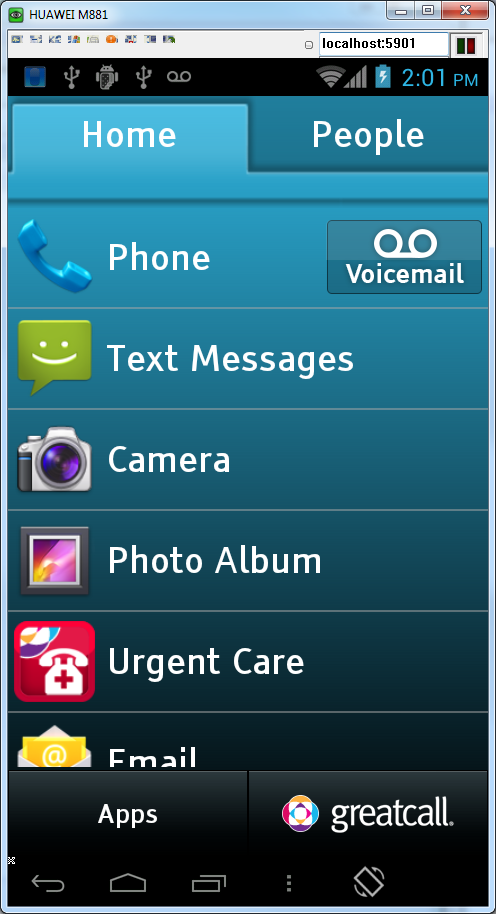 HUAWEI M881
localhost:5901
2:01 PM
Home
People
Phone
Voicemail
Text Messages
Camera
Photo Album
Urgent Care
Email
Apps
greatcall.